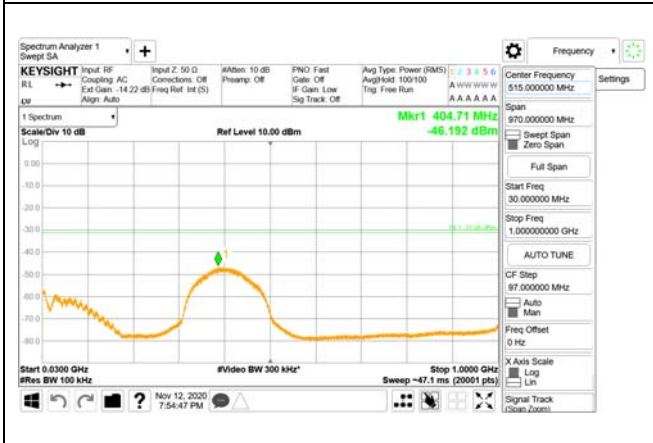 Spectrum Analyzer 1
Swept SA
+
Frequency
KEYSIGHT
Input: RF
Input Z: 50 Ω
#Atten: 10 dB
PNO: Fast
Avg Type: Power (RMS)
1 2 3 4 5 6
RL
Coupling: AC
Corrections: Off
Preamp: Off
Gate: Off
Avg|Hold: 100/100
A W W W W W
Ext Gain: -14.22 dB
Freq Ref: Int (S)
IF Gain: Low
Trig: Free Run
Align: Auto
Sig Track: Off
A A A A A A
1 Spectrum
Mkr1 404.71 MHz
Scale/Div 10 dB
Ref Level 10.00 dBm
-46.192 dBm
Log
0.00
-10.0
-20.0
-30.0
-40.0
-50.0
-60.0
-70.0
-80.0
1
Start 0.0300 GHz
#Video BW 300 kHz*
Stop 1.0000 GHz
#Res BW 100 kHz
Sweep ~47.1 ms (20001 pts)
?
Nov 12, 2020
7:54:47 PM
Center Frequency
515.000000 MHz
Settings
Span
970.000000 MHz
Swept Span
Zero Span
Full Span
Start Freq
30.000000 MHz
Stop Freq
1.000000000 GHz
AUTO TUNE
CF Step
97.000000 MHz
Auto
Man
Freq Offset
0 Hz
X Axis Scale
Log
Lin
Signal Track
(Span Zoom)